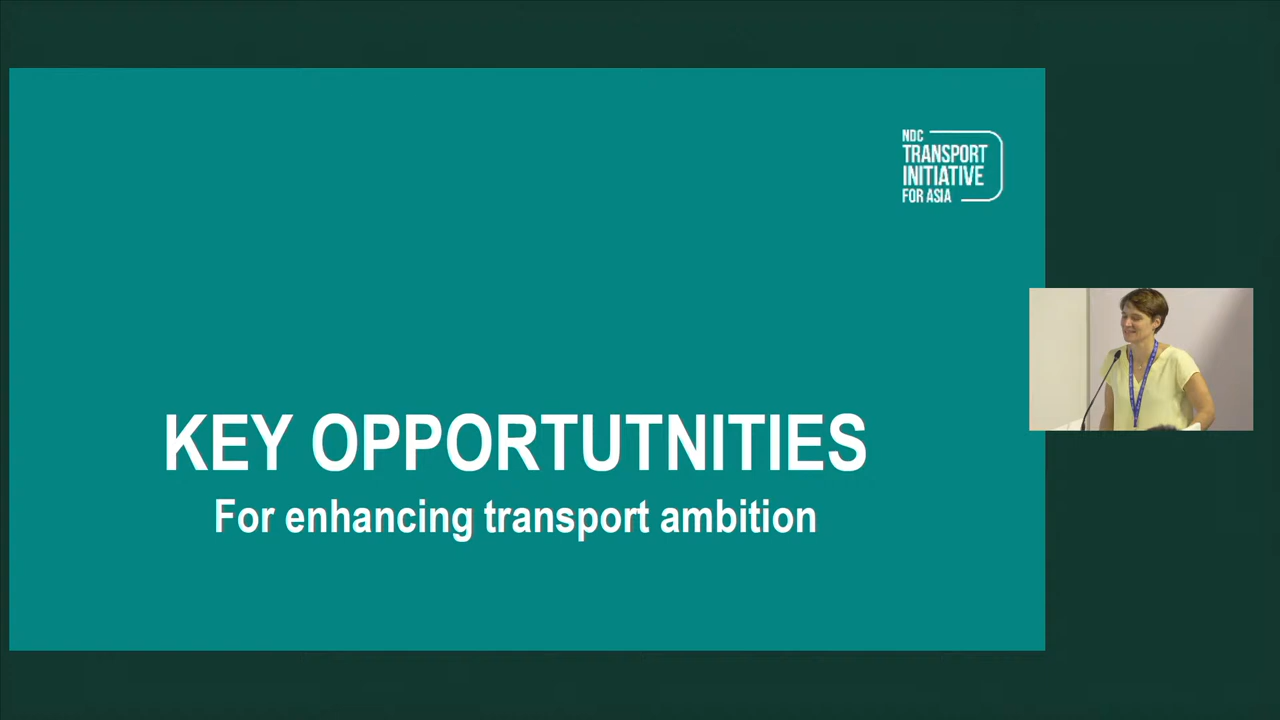 NDC
TRANSPORT
INITIATIVE
FOR ASIA
KEY OPPORTUTNITIES
For enhancing transport ambition